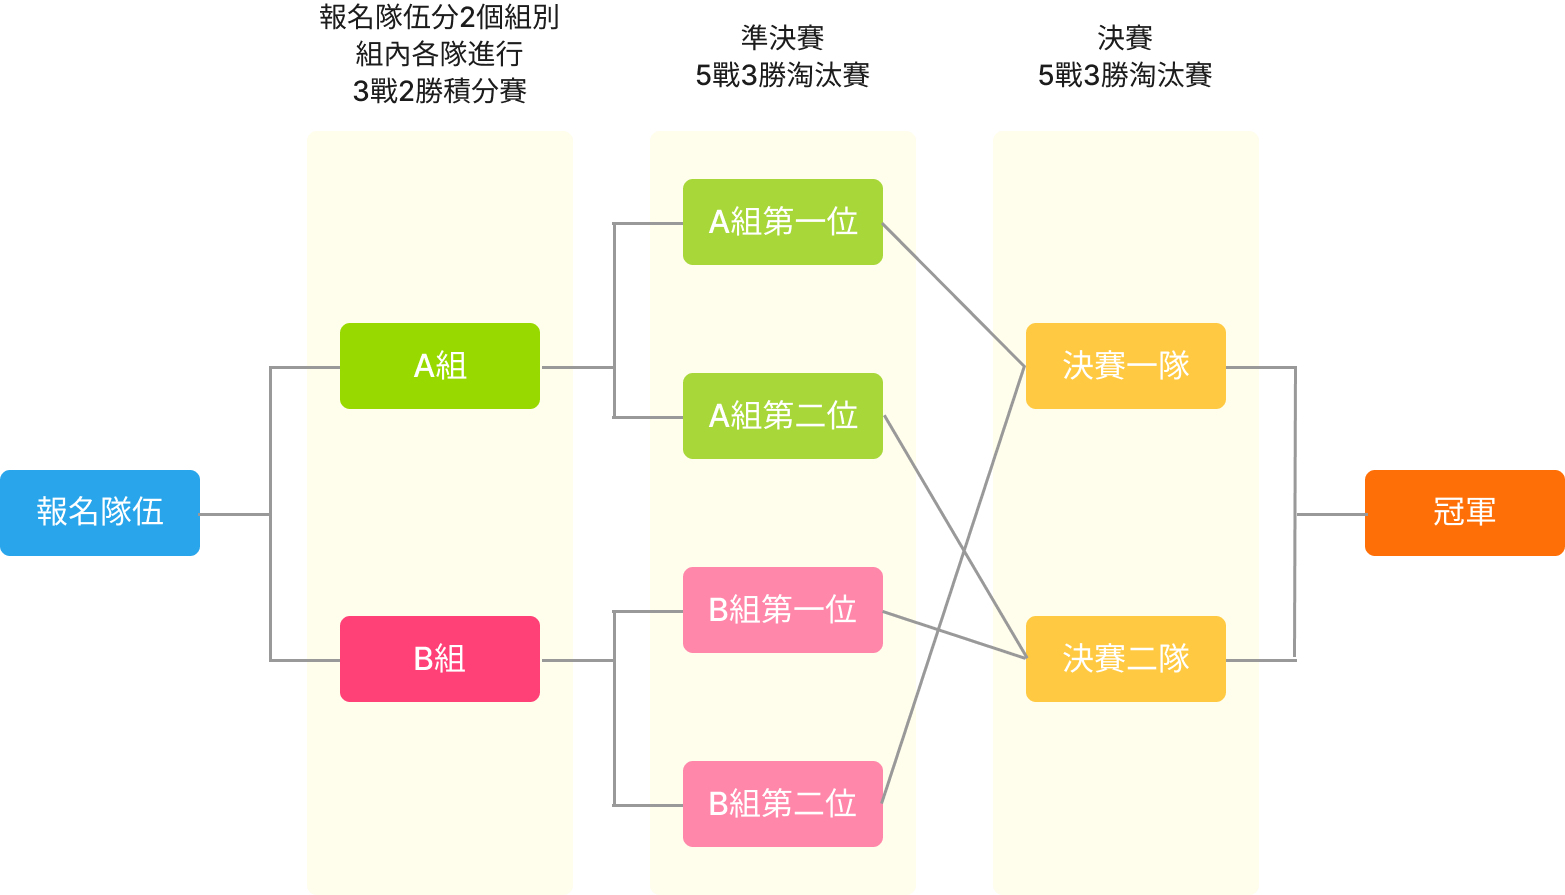 報名隊伍分2個組別
組內各隊進行
3戰2勝積分賽
準決賽
5戰3勝淘汰賽
決賽
5戰3勝淘汰賽
報名隊伍
A組
B組
A組第一位
A組第二位
B組第一位
B組第二位
決賽一隊
決賽二隊
冠軍